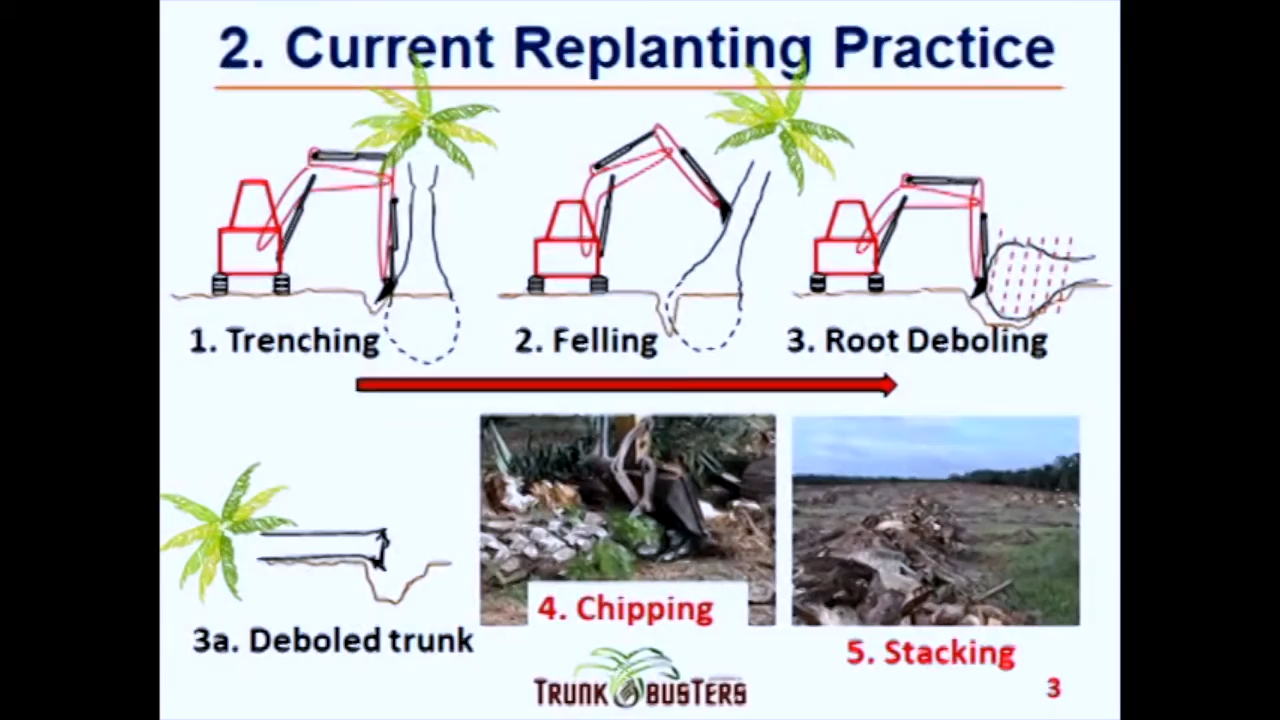 2. Current Replanting Practice
1. Trenching
2. Felling
3. Root Deboling
3a. Deboled trunk
4. Chipping
5. Stacking
TRUNK BUSTERS
3